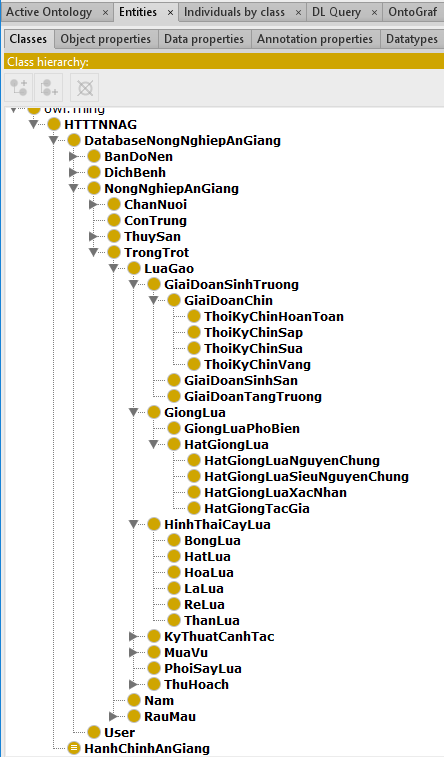 Active Ontology × Entities × Individuals by class × DL Query × OntoGraf
Classes Object properties Data properties Annotation properties Datatypes
Class hierarchy:
owl:Thing
HTTTNNAG
DatabaseNongNghiepAnGiang
BanDoNen
DichBenh
NongNghiepAnGiang
ChanNuoi
ConTrung
ThuySan
TrongTrot
LuaGao
GiaiDoanSinhTruong
GiaiDoanChin
ThoiKyChinHoanToan
ThoiKyChinSap
ThoiKyChinSua
ThoiKyChinVang
GiaiDoanSinhSan
GiaiDoanTangTruong
GiongLua
GiongLuaPhoBien
HatGiongLua
HatGiongLuaNguyenChung
HatGiongLuaSieuNguyenChung
HatGiongLuaXacNhan
HatGiongTacGia
HinhThaiCayLua
BongLua
HatLua
HoaLua
LaLua
ReLua
ThanLua
KyThuatCanhTac
MuaVu
PhoiSayLua
ThuHoach
Nam
RauMau
User
HanhChinhAnGiang